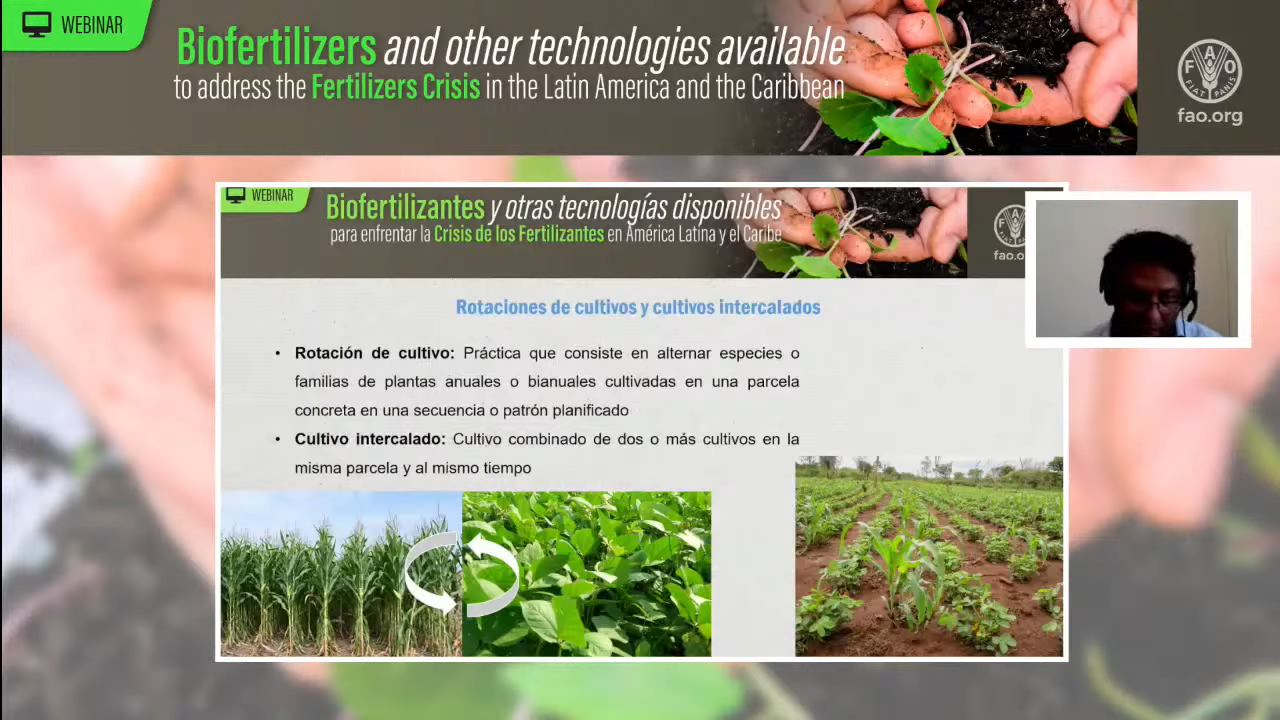 WEBINAR
Biofertilizers and other technologies available
to address the Fertilizers Crisis in the Latin America and the Caribbean
FAO
FIAT PANIS
fao.org
WEBINAR
Biofertilizantes y otras tecnologías disponibles
para enfrentar la Crisis de los Fertilizantes en América Latina y el Caribe
fao.o
Rotaciones de cultivos y cultivos intercalados
• Rotación de cultivo: Práctica que consiste en alternar especies o
familias de plantas anuales o bianuales cultivadas en una parcela
concreta en una secuencia o patrón planificado
• Cultivo intercalado: Cultivo combinado de dos o más cultivos en la
misma parcela y al mismo tiempo